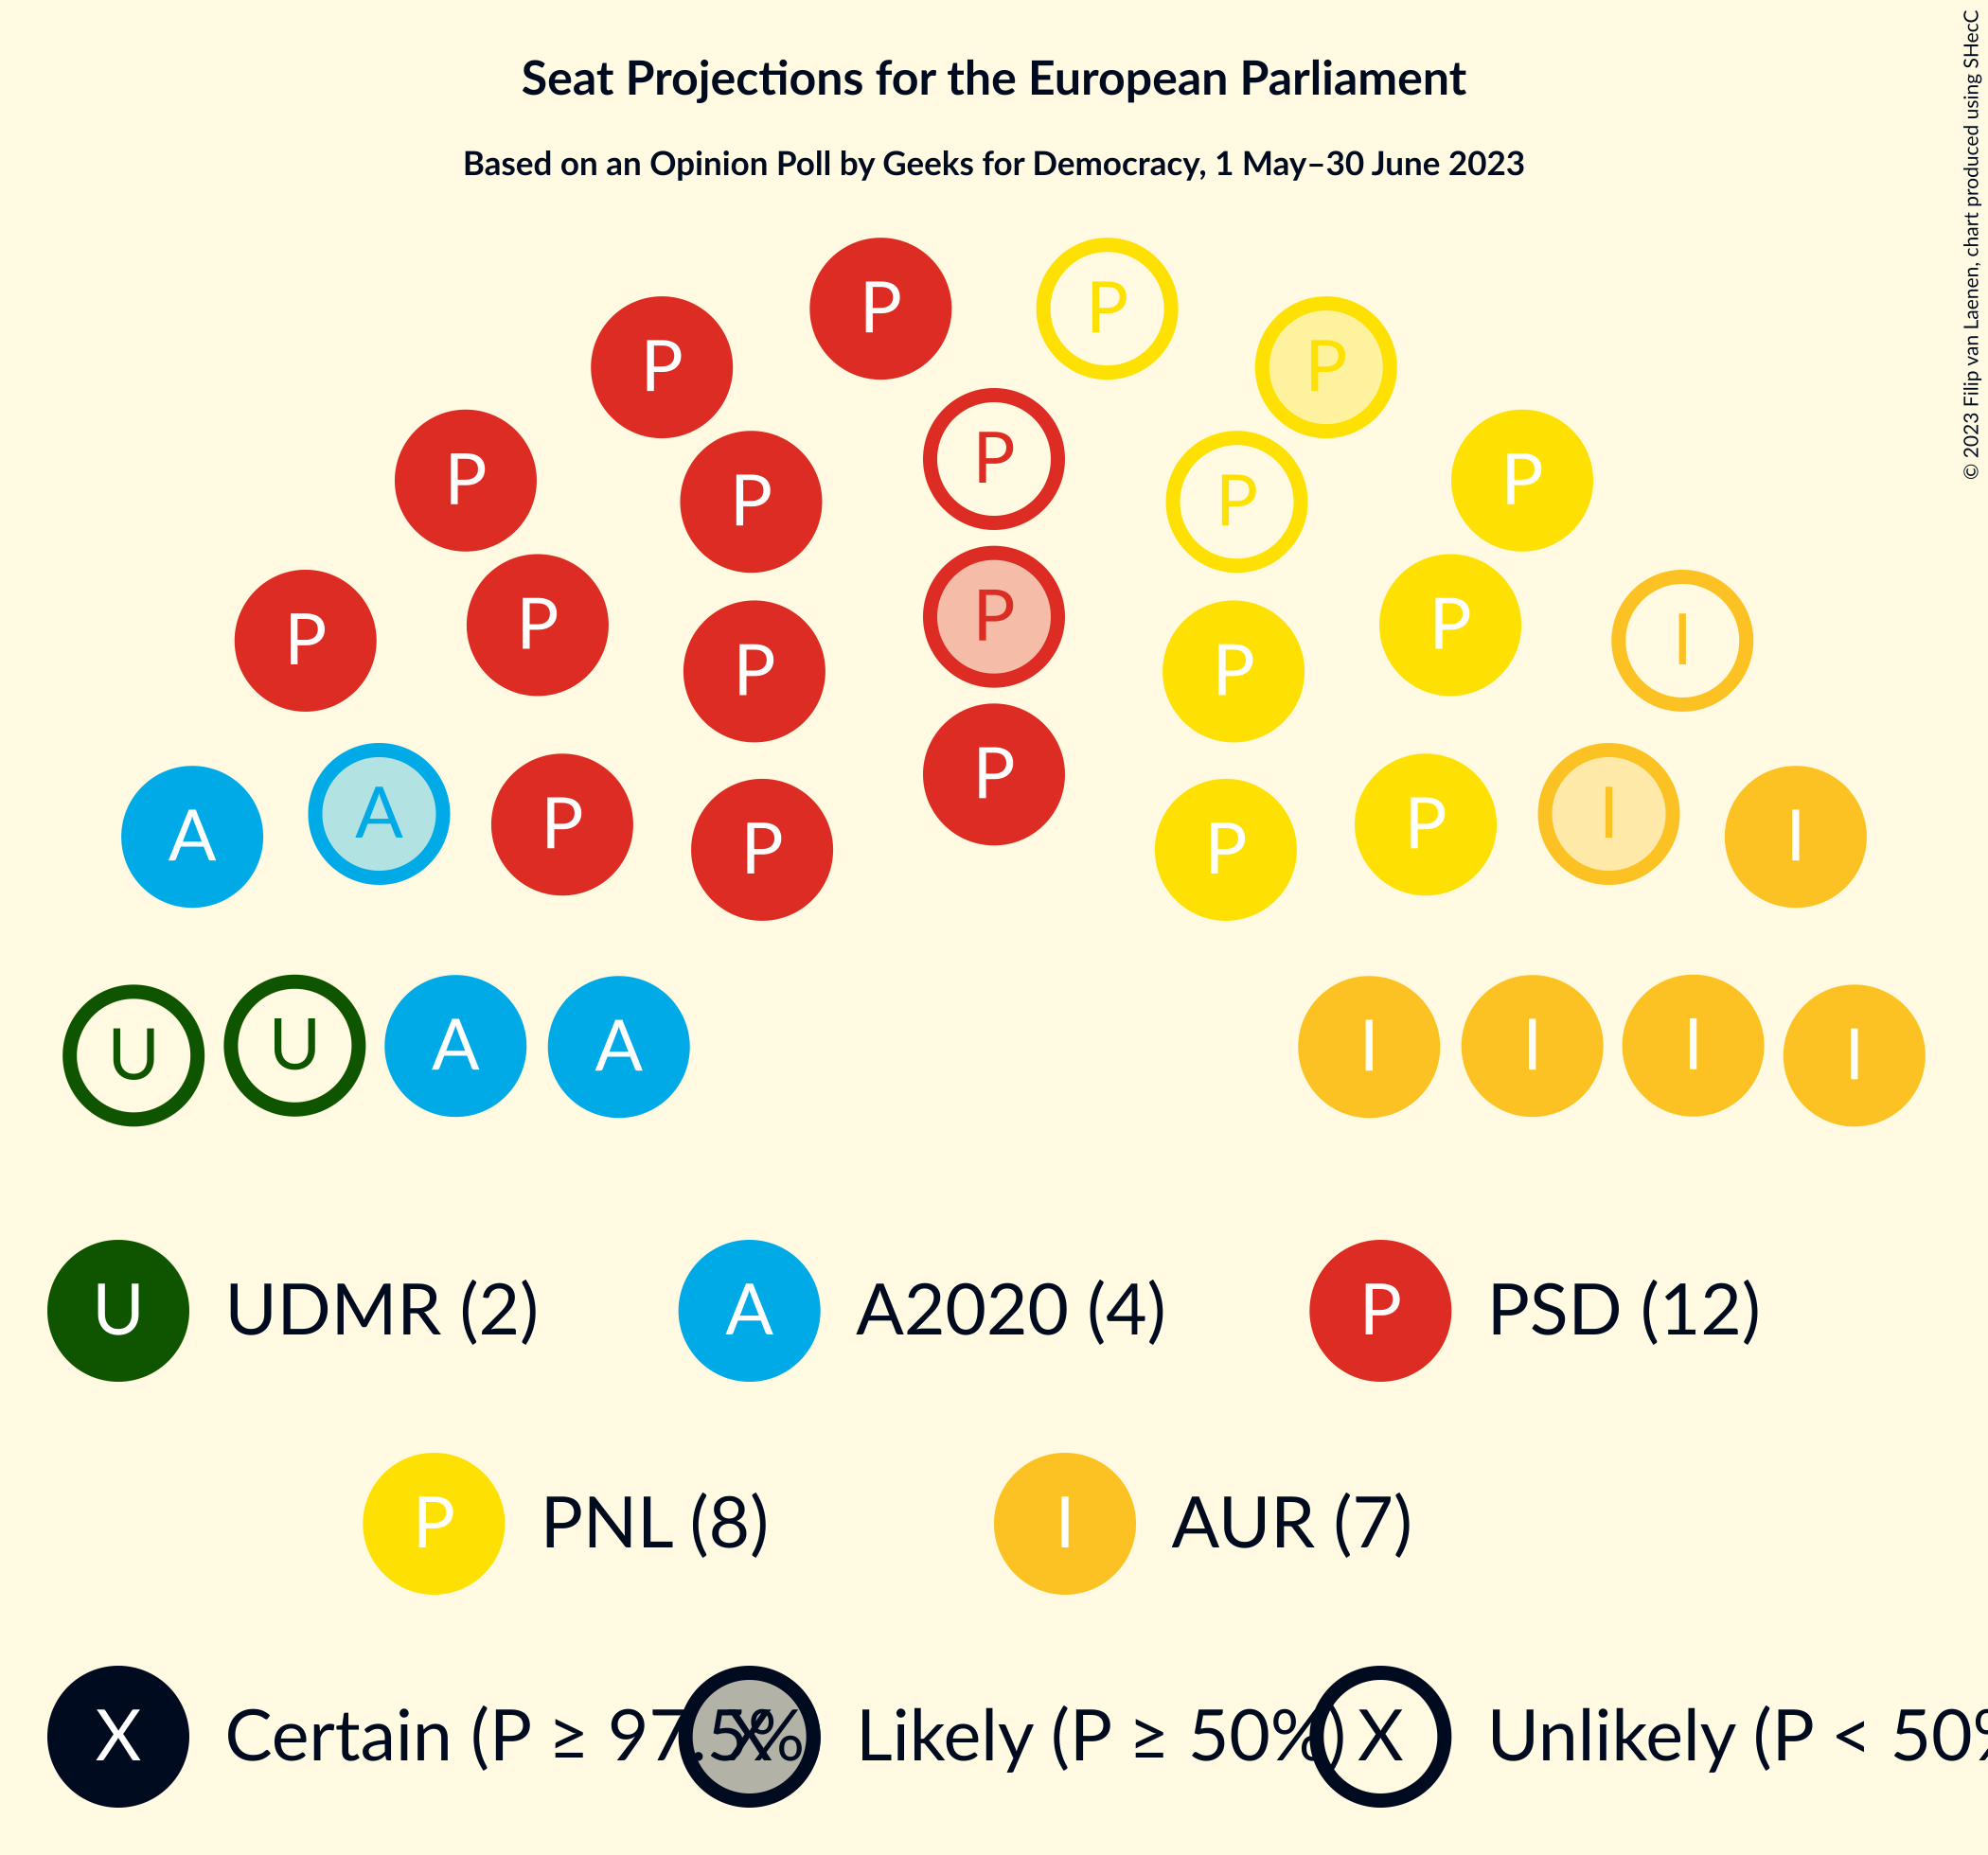 Seat Projections for the European Parliament
Based on an Opinion Poll by Geeks for Democracy, 1 May–30 June 2023
© 2023 Filip van Laenen, chart produced using SHecC
P P
P P
P
P P
P P
P
P P P I
P P P
A A P P P P I I
P P
U U A A I I I I
U UDMR (2) A A2020 (4) P PSD (12)
P PNL (8) I AUR (7)
X Certain (P ≥ 97.5% X Likely (P ≥ 50%) X Unlikely (P < 50%